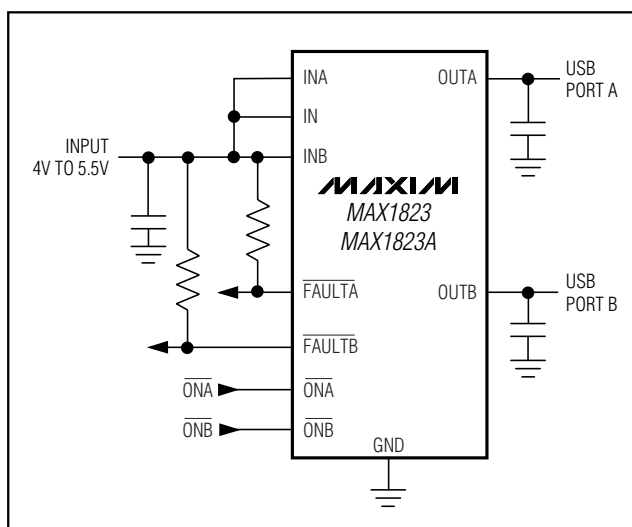 INA
OUTA
USB
PORT A
IN
INPUT
4V TO 5.5V
INB
MAXIM
MAX1823
MAX1823A
FAULTA
OUTB
USB
PORT B
FAULTB
ONA
ONA
ONB
ONB
GND